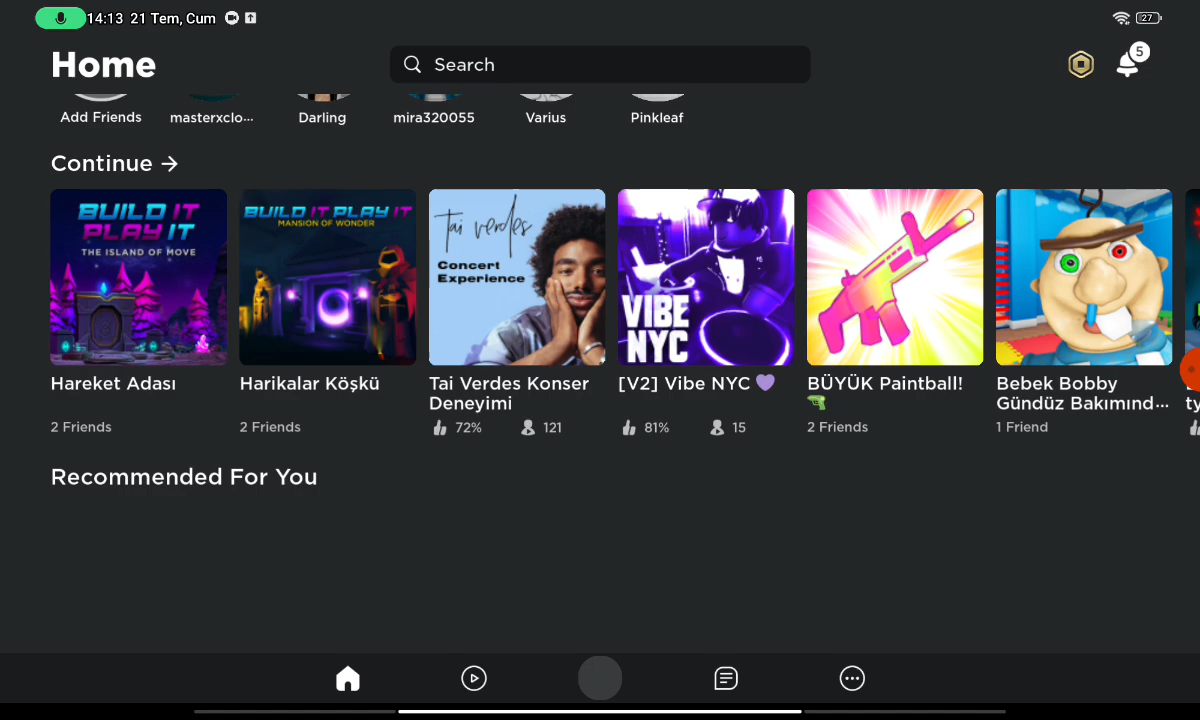 14:13 21 Tem, Cum
27
Home
Search
5
Add Friends
masterxclo...
Darling
mira320055
Varius
Pinkleaf
Continue →
BUILD IT
PLAY IT
THE ISLAND OF MOVE
BUILD IT PLAY IT
MANSION OF WONDER
Tai verdes
Concert
Experience
VIBE
NYC
Hareket Adası
Harikalar Köşkü
Tai Verdes Konser
Deneyimi
[V2] Vibe NYC 💜
BÜYÜK Paintball!
🔫
Bebek Bobby
Gündüz Bakımınd...
ty
2 Friends
2 Friends
72%
121
81%
15
2 Friends
1 Friend
Recommended For You